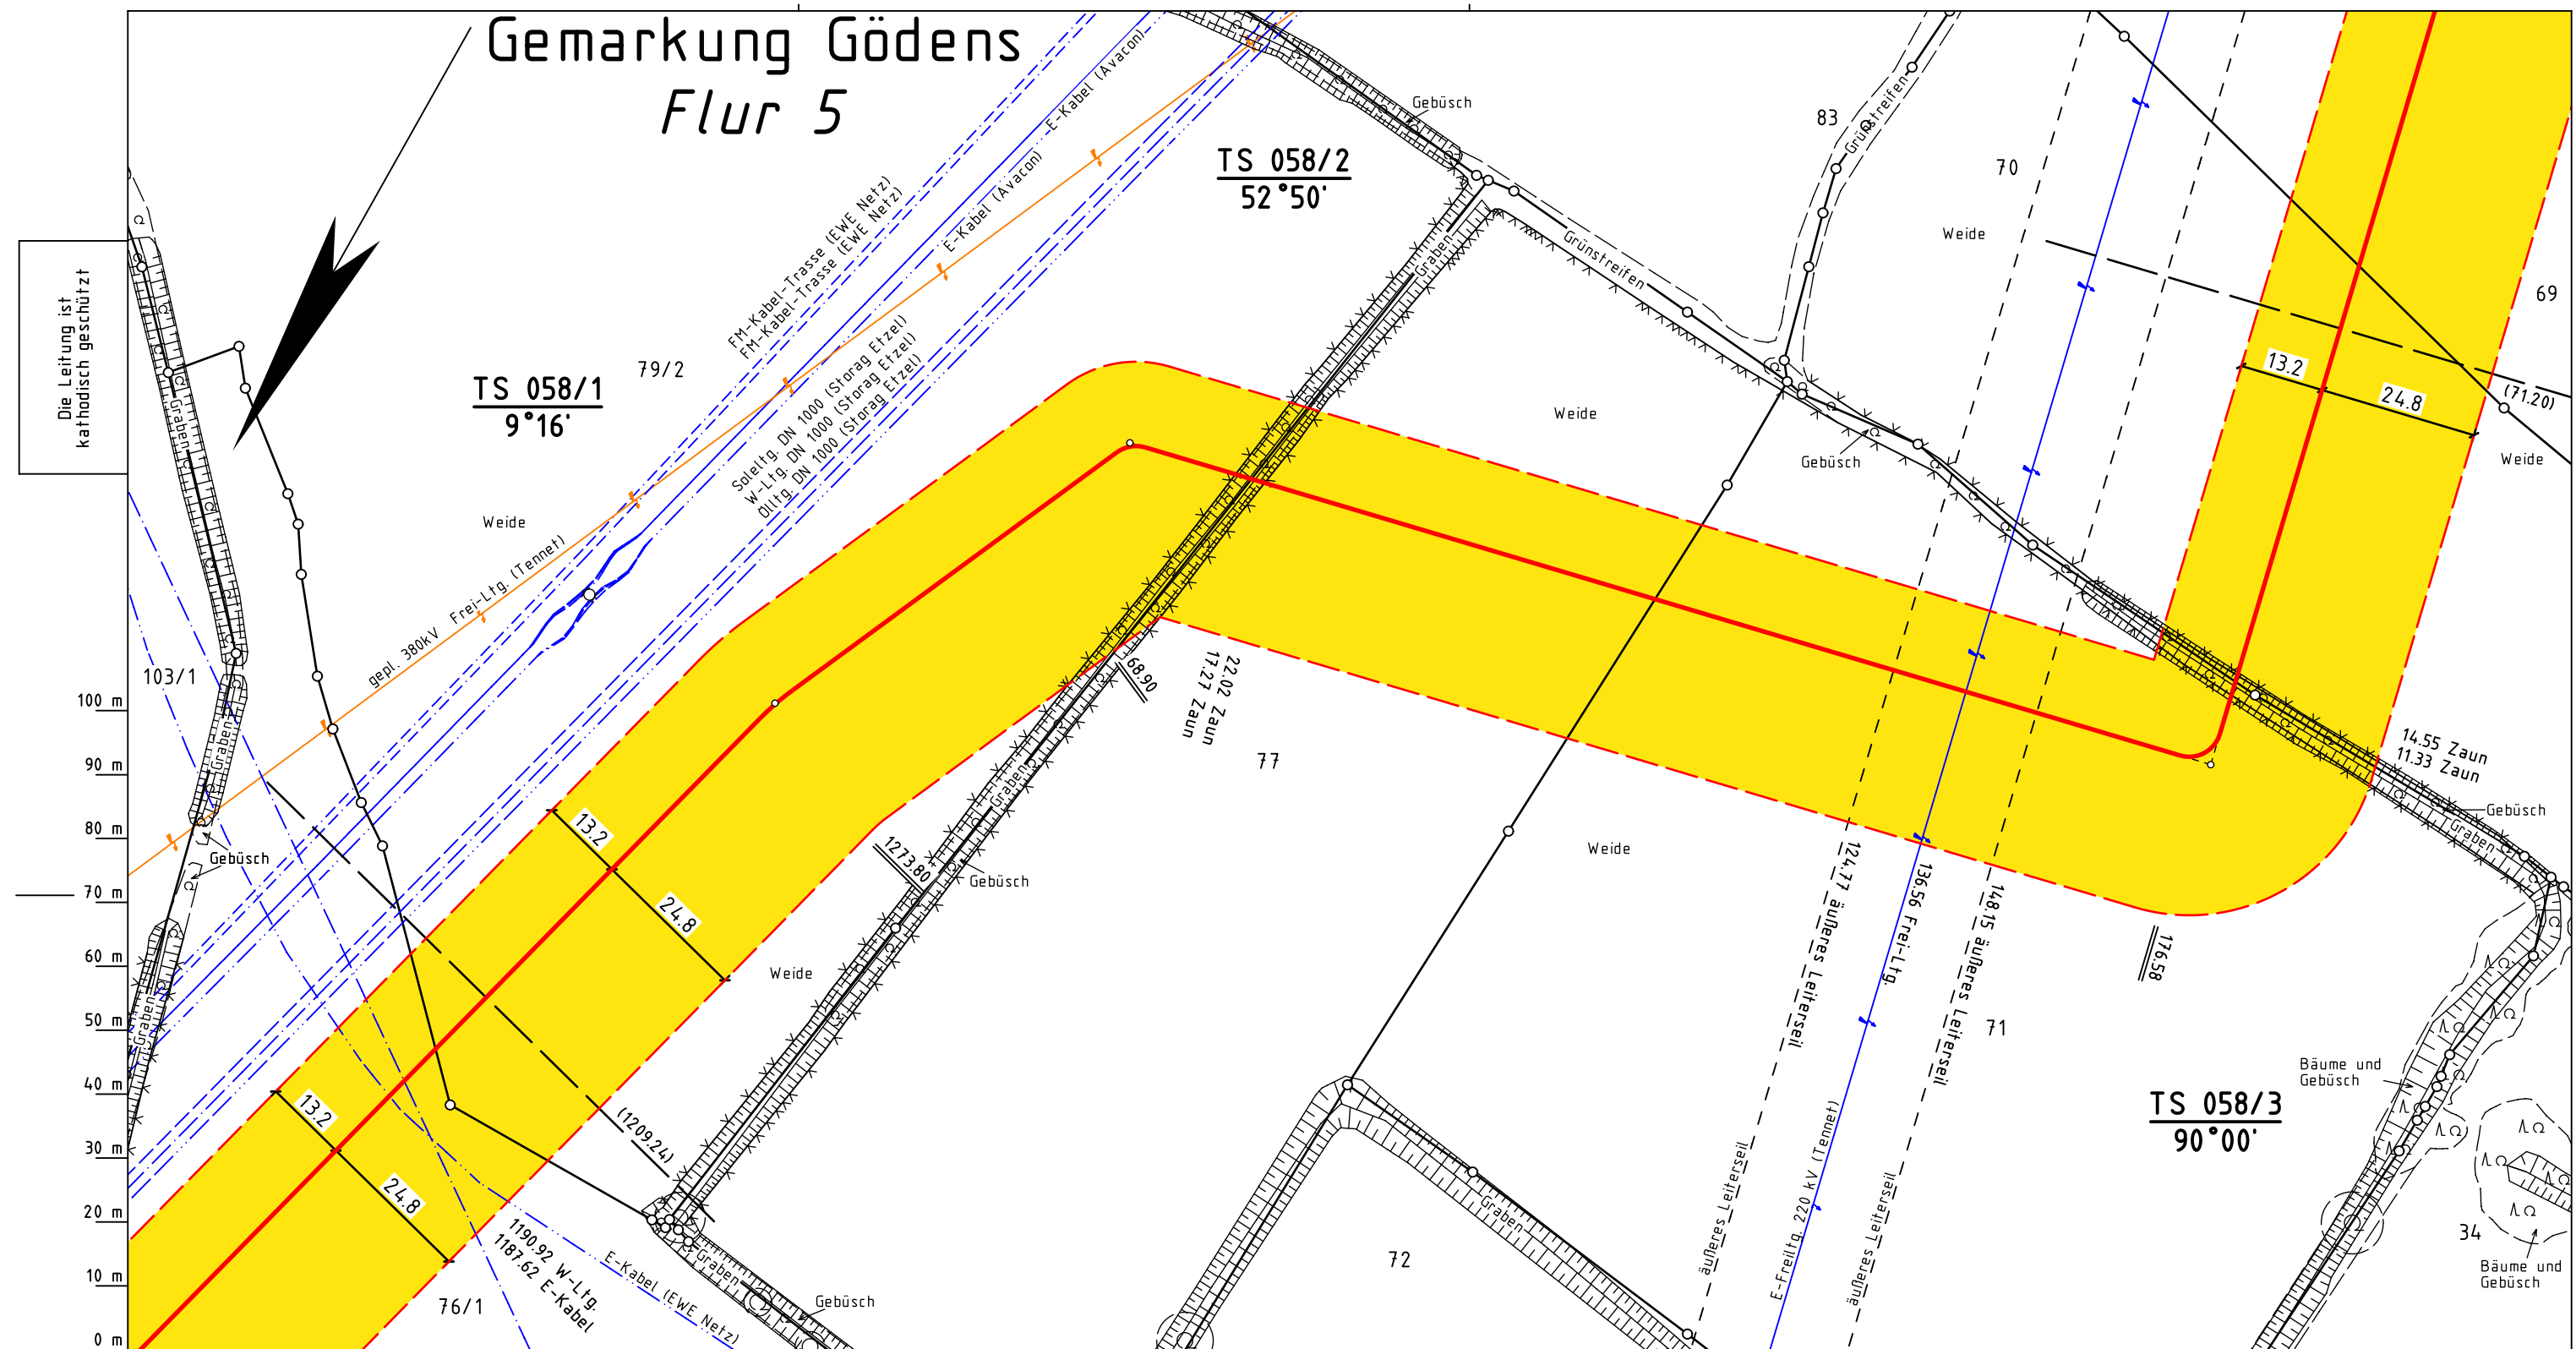 Gemarkung Gödens
Flur 5
Die Leitung ist
kathodisch geschützt
TS 058/1
9°16'
79/2
TS 058/2
52°50'
FM-Kabel-Trasse (EWE Netz)
FM-Kabel-Trasse (EWE Netz)
E-Kabel (Avacon)
E-Kabel (Avacon)
Soleltg. DN 1000 (Storag Etzel)
W-Ltg. DN 1000 (Storag Etzel)
Ölltg. DN 1000 (Storag Etzel)
gepl. 380kV Frei-Ltg. (Tennet)
Weide
Graben
Graben
Graben
Gebüsch
103/1
100 m
90 m
80 m
70 m
60 m
50 m
40 m
30 m
20 m
10 m
0 m
13.2
24.8
13.2
24.8
(1209.24)
1190.92 W-Ltg.
1187.62 E-Kabel
E-Kabel (EWE Netz)
76/1
Graben
Gebüsch
Weide
1273.80
Gebüsch
Graben
68.90
22.02 Zaun
17.27 Zaun
77
Graben
Gebüsch
Grünstreifen
Weide
Weide
83
Grünstreifen
70
Weide
Gebüsch
69
13.2
24.8
(71.20)
Weide
14.55 Zaun
11.33 Zaun
Gebüsch
Graben
124.77 äußeres Leiterseil
136.56 Frei-Ltg.
148.15 äußeres Leiterseil
176.58
71
äußeres Leiterseil
E-Freiltg. 220 kV (Tennet)
äußeres Leiterseil
72
Graben
TS 058/3
90°00'
Bäume und
Gebüsch
34
Bäume und
Gebüsch